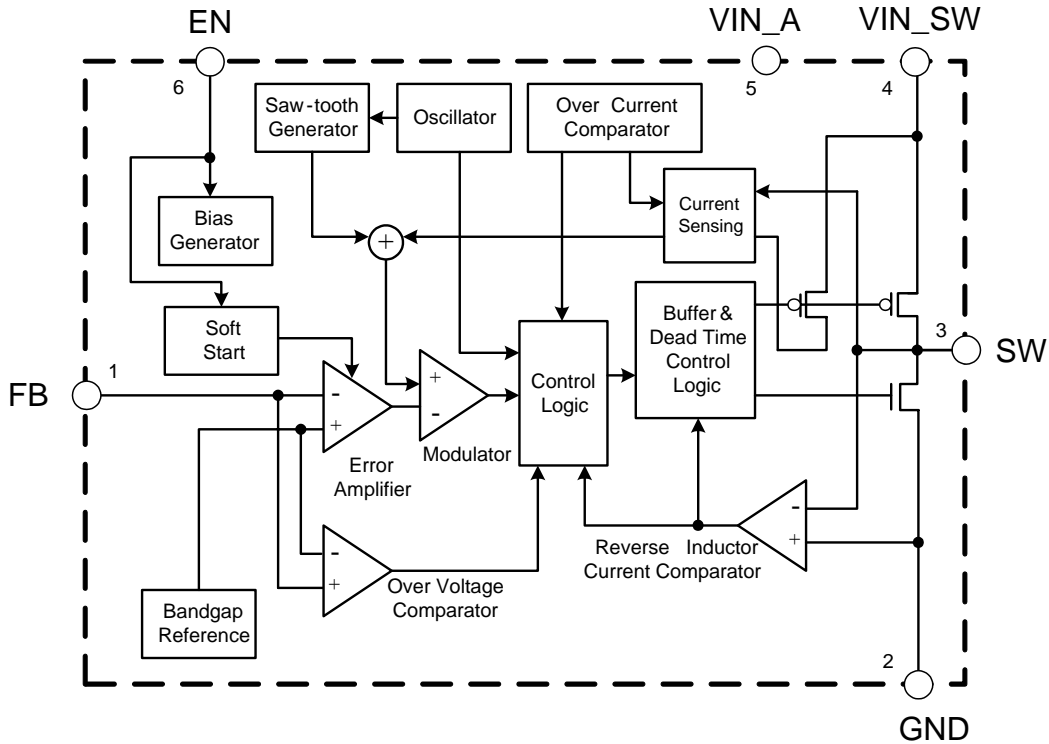 EN
VIN_A
VIN_SW
6
5
4
Saw-tooth
Generator
Oscillator
Over Current
Comparator
Bias
Generator
+
Current
Sensing
Soft
Start
Buffer &
Dead Time
Control
Logic
3
SW
1
FB
-
+
Error
Amplifier
+
-
Modulator
Control
Logic
-
+
Reverse Inductor
Current Comparator
-
+
Over Voltage
Comparator
Bandgap
Reference
2
GND